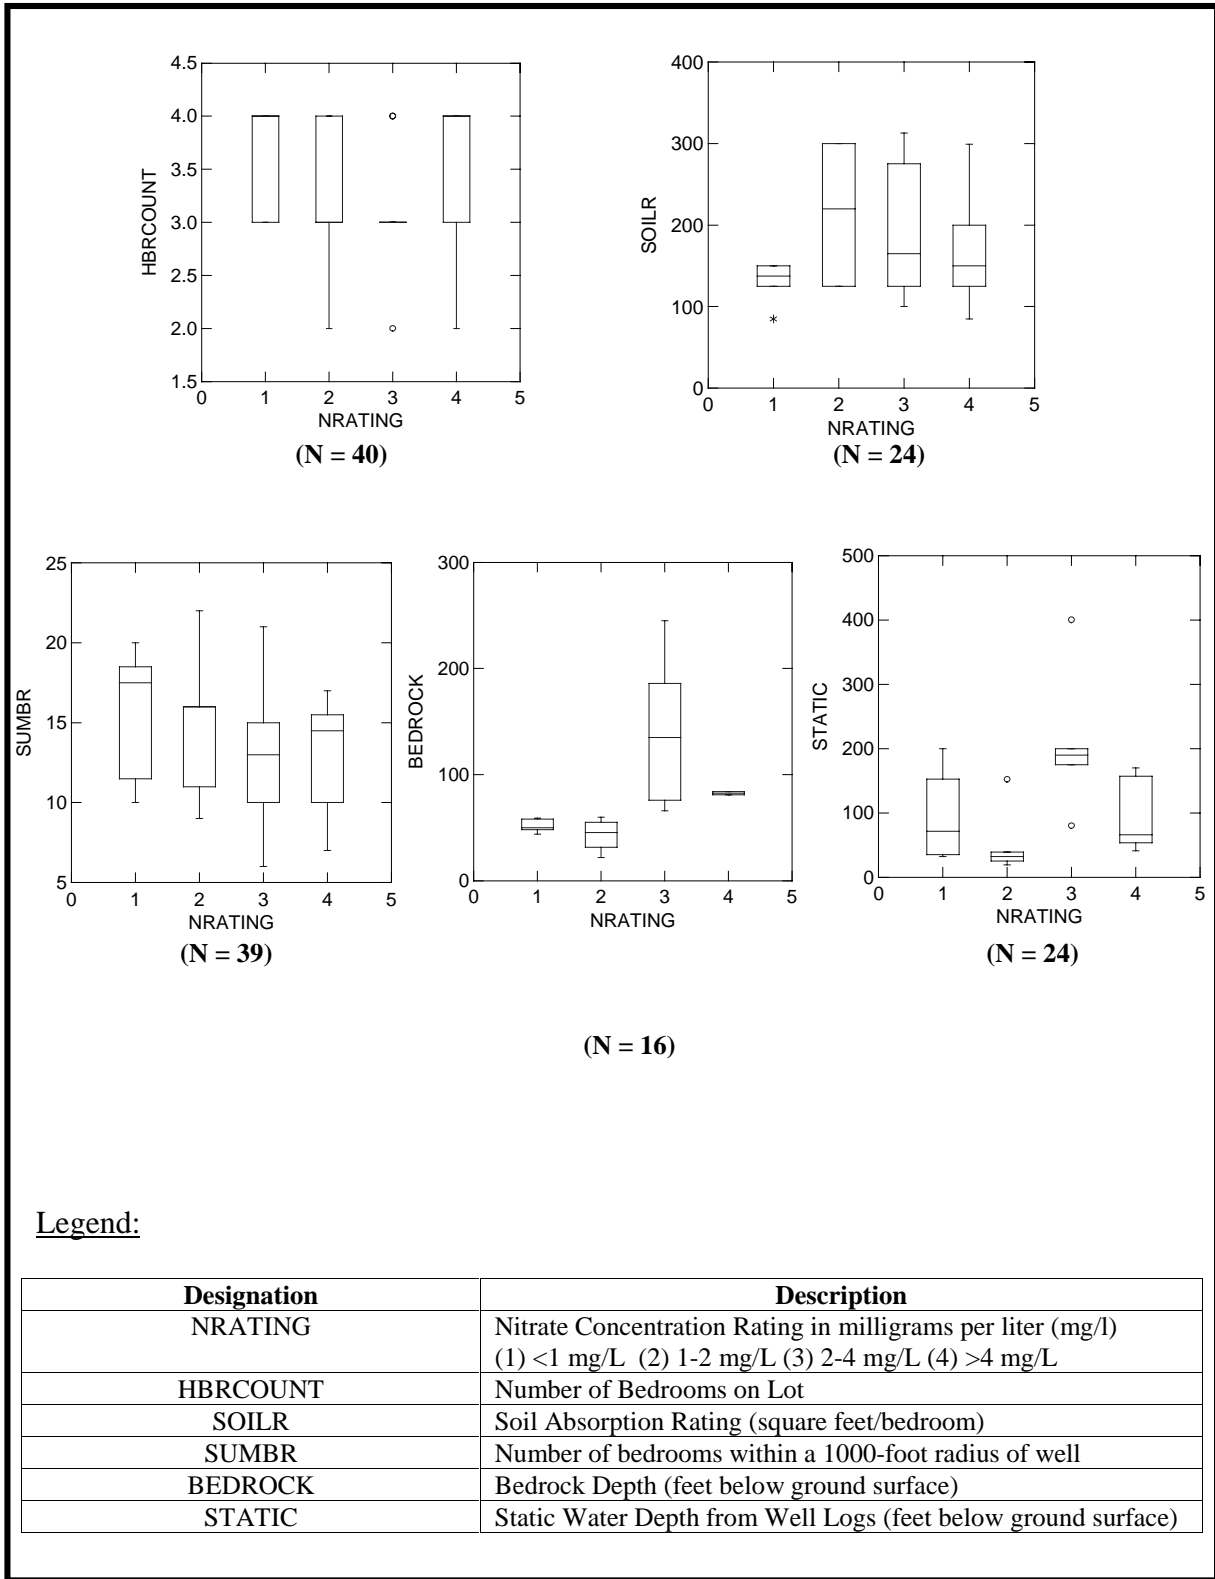 4.5
4.0
3.5
3.0
2.5
2.0
1.5
HBRCOUNT
0 1 2 3 4 5
NRATING
(N = 40)
400
300
200
100
0
SOILR
0 1 2 3 4 5
NRATING
(N = 24)
25
20
15
10
5
SUMBR
0 1 2 3 4 5
NRATING
(N = 39)
300
200
100
0
BEDROCK
0 1 2 3 4 5
NRATING
500
400
300
200
100
0
STATIC
0 1 2 3 4 5
NRATING
(N = 24)
(N = 16)
Legend:
Designation Description
NRATING Nitrate Concentration Rating in milligrams per liter (mg/l)
(1) <1 mg/L (2) 1-2 mg/L (3) 2-4 mg/L (4) >4 mg/L
HBRCOUNT Number of Bedrooms on Lot
SOILR Soil Absorption Rating (square feet/bedroom)
SUMBR Number of bedrooms within a 1000-foot radius of well
BEDROCK Bedrock Depth (feet below ground surface)
STATIC Static Water Depth from Well Logs (feet below ground surface)